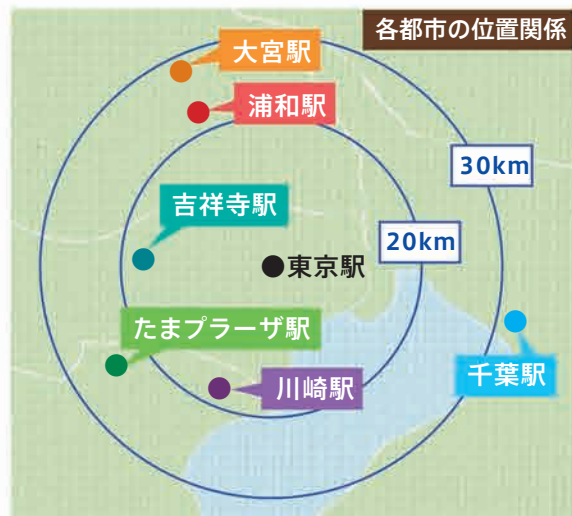 各都市の位置関係
大宮駅
浦和駅
30km
吉祥寺駅
20km
東京駅
たまプラーザ駅
千葉駅
川崎駅